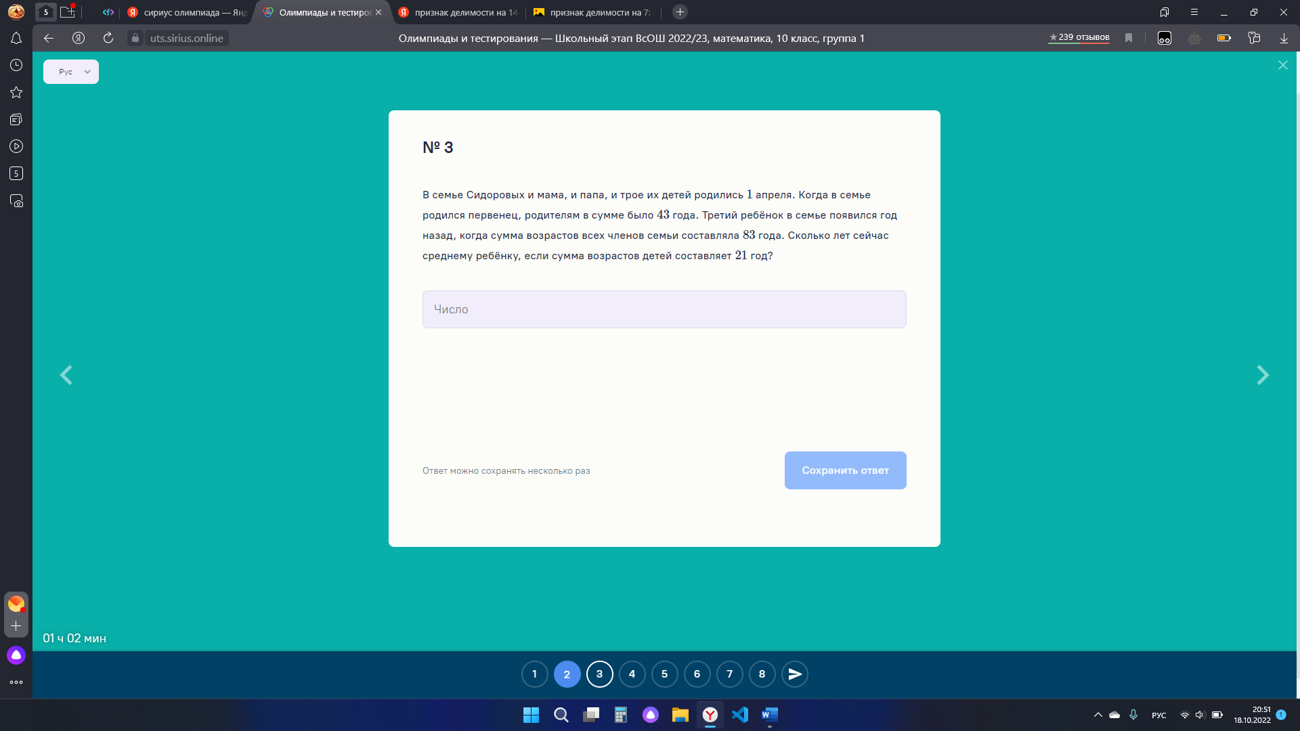 S
сириус олимпиада — Янд
Олимпиады и тестиров
признак делимости на 14
признак делимости на 7:
uts.sirius.online
Олимпиады и тестирования — Школьный этап ВсОШ 2022/23, математика, 10 класс, группа 1
★239 отзывов
Рус
5
№ 3
В семье Сидоровых и мама, и папа, и трое их детей родились 1 апреля. Когда в семье
родился первенец, родителям в сумме было 43 года. Третий ребёнок в семье появился год
назад, когда сумма возрастов всех членов семьи составляла 83 года. Сколько лет сейчас
среднему ребёнку, если сумма возрастов детей составляет 21 год?
Число
Ответ можно сохранять несколько раз
Сохранить ответ
01 ч 02 мин
1 2 3 4 5 6 7 8
РУС
20:51
18.10.2022
1